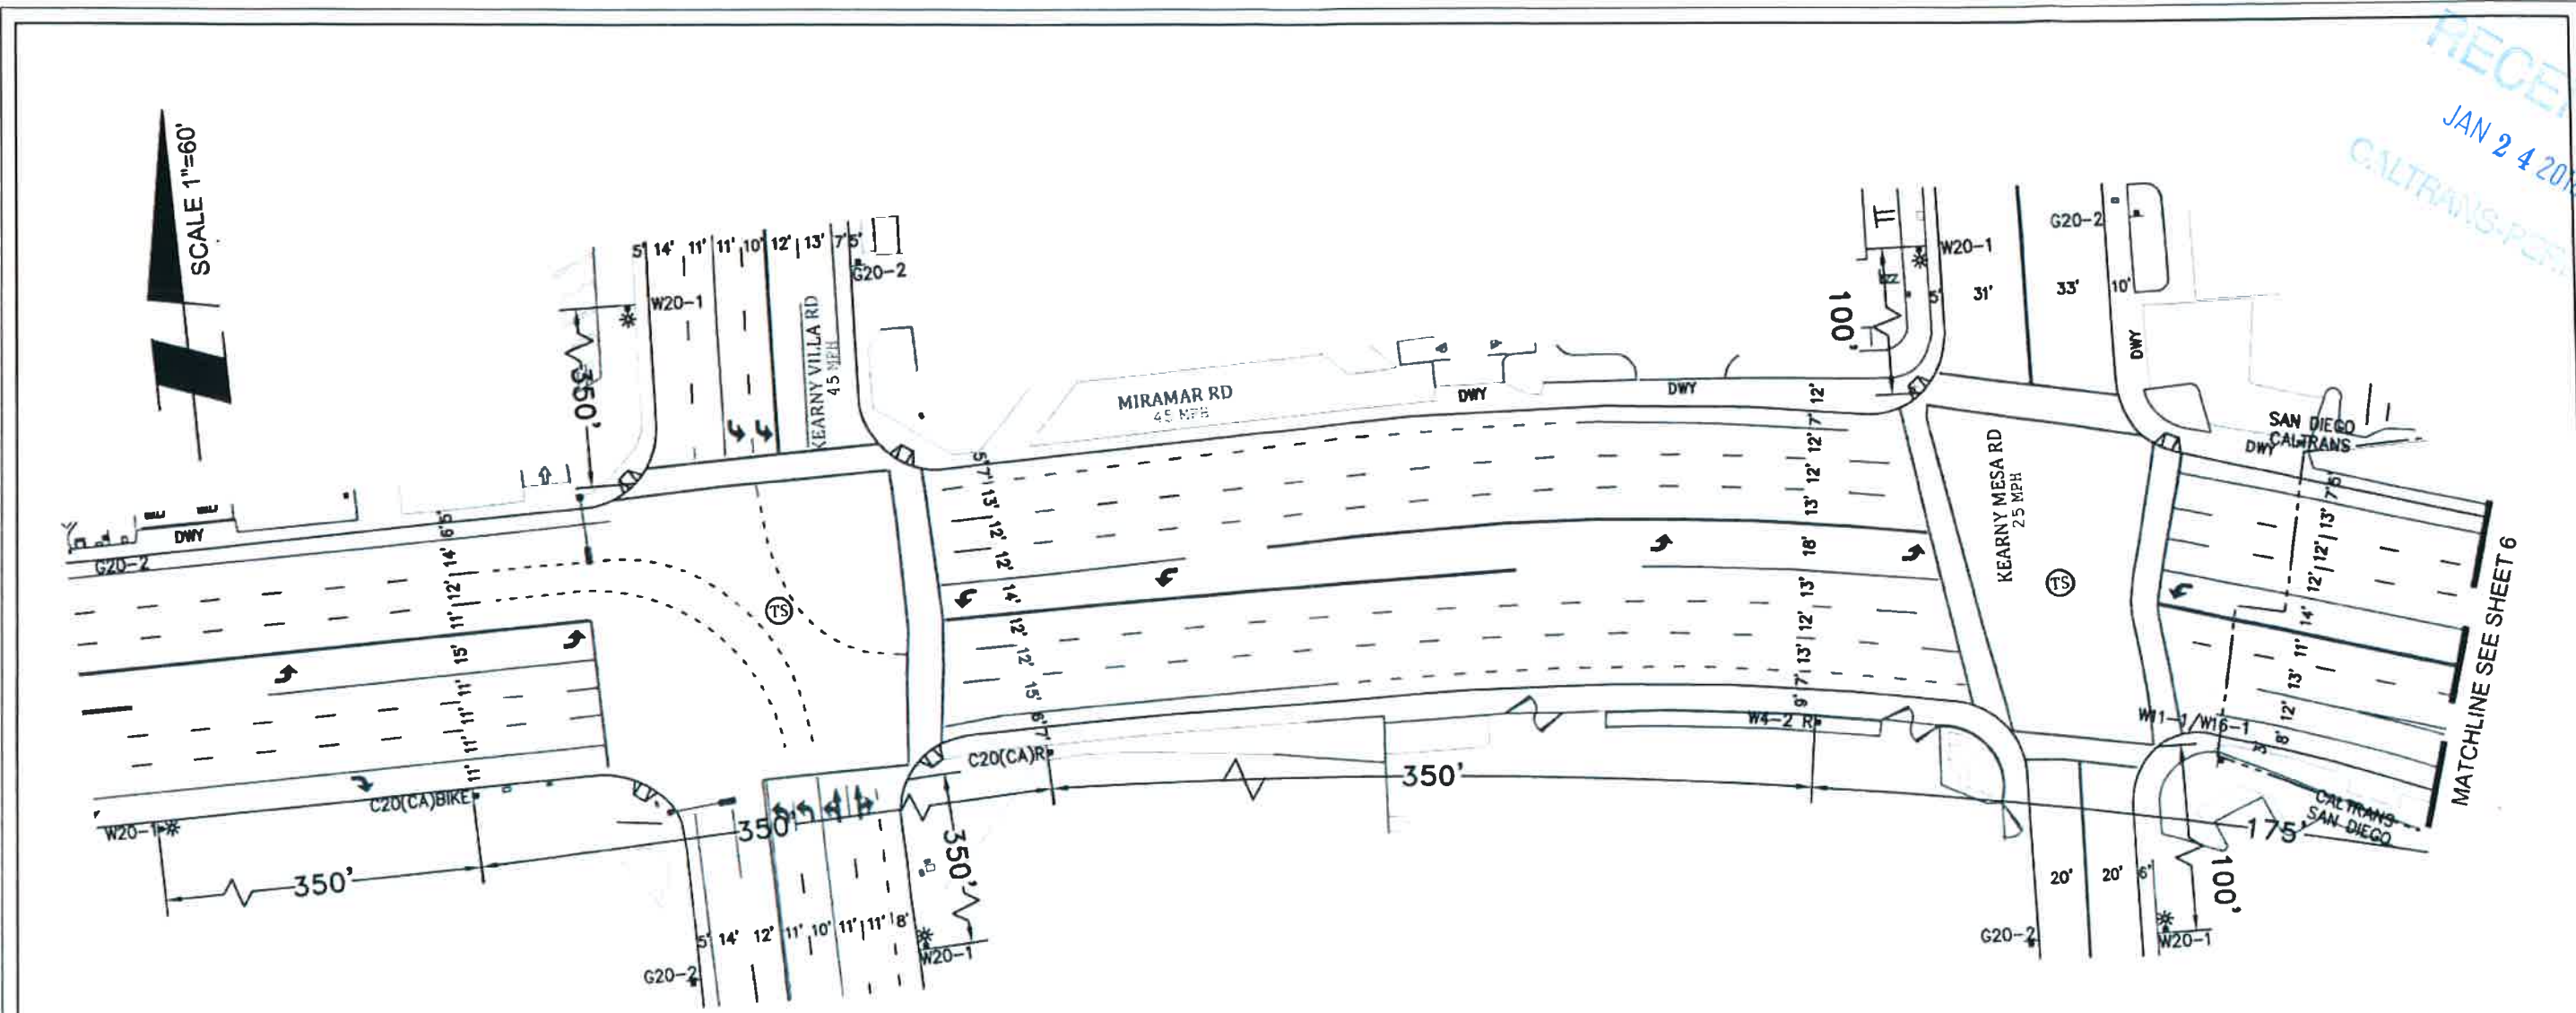 JAN 24 20
CALTRANS-PER
SCALE 1"=60'
5' 14' 11' 11' 10' 12' 13' 7' 5'
G20-2
W20-1
KEARNY VILLA RD
45 MPH
350'
MIRAMAR RD
45 MPH
DWY
DWY
12'
100'
W20-1
5' 31' 33' 10'
G20-2
DWY
SAN DIEGO
CALTRANS
DWY
DWY
G20-2
6' 5'
11' 12' 14'
15'
11' 11' 11'
11'
TS
5' 7' 13' 12' 12' 14' 12' 12' 15' 6' 7'
13' 12' 12' 7'
18'
9' 7' 13' 12' 13'
KEARNY MESA RD
25 MPH
TS
12' 12' 13' 7' 5'
14'
11'
13'
12'
8'
3'
MATCHLINE SEE SHEET 6
W11-1/W16-1
W4-2 R
C20(CA)R
C20(CA)BIKE
W20-1
350'
350'
350'
350'
175'
CALTRANS
SAN DIEGO
100'
5' 14' 12' 11' 10' 11' 11' 8'
G20-2
W20-1
20' 20' 6'
G20-2
W20-1